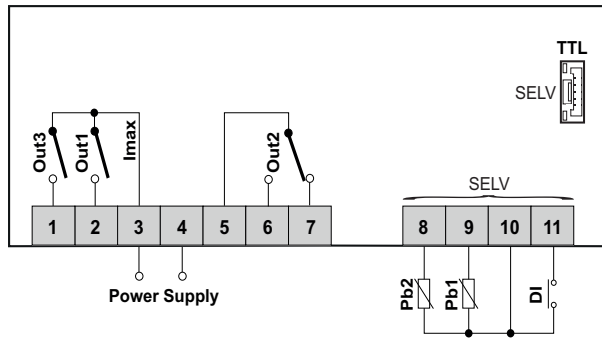 TTL
SELV
Out3
Out1
Imax
Out2
SELV
1 2 3 4 5 6 7 8 9 10 11
Power Supply
Pb2
Pb1
DI